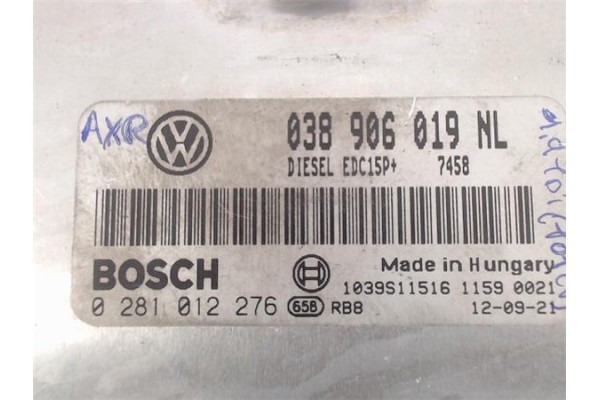 AXR
038 906 019 NL
DIESEL EDC15P+ 7458
BOSCH
Made in Hungary
1039S11516 1159 0021
0 281 012 276 658 RB8 12-09-21